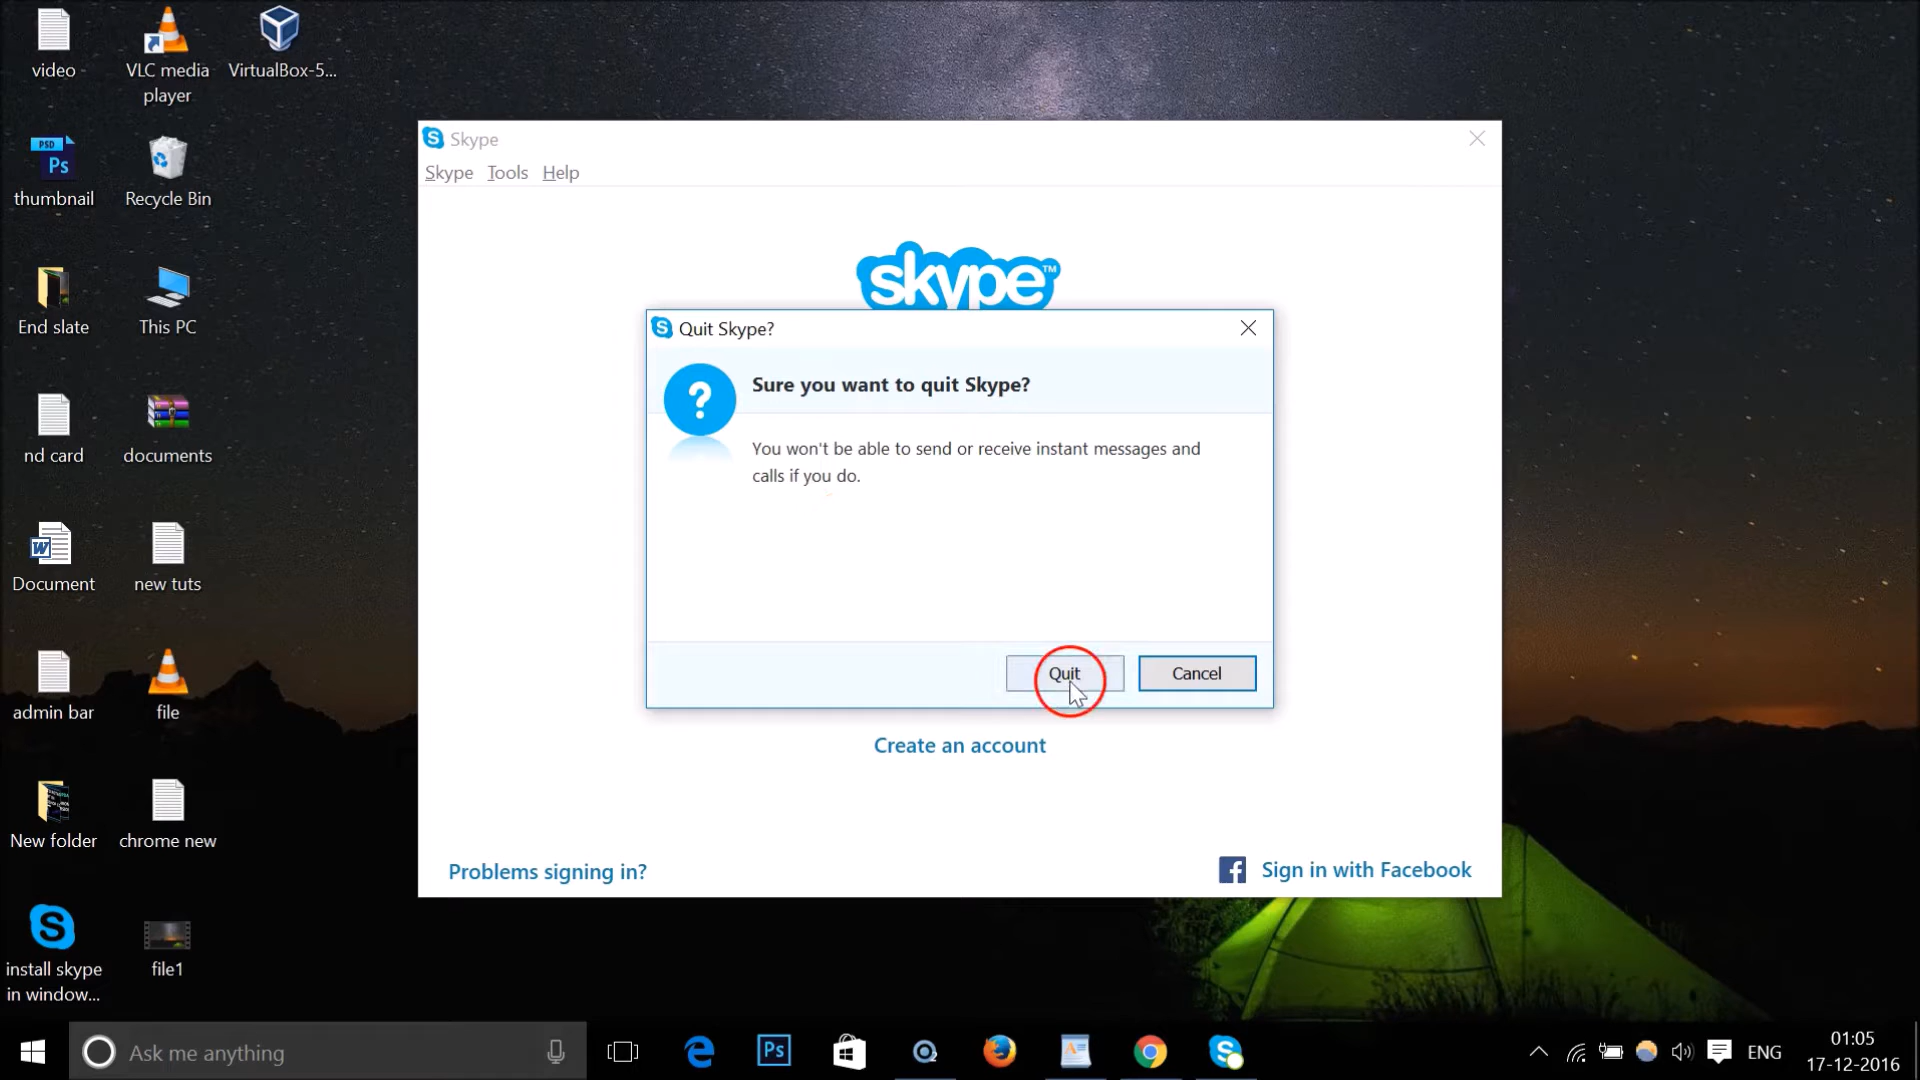 video
VLC media
player
VirtualBox-5...
PSD
Ps
thumbnail
Recycle Bin
End slate
This PC
nd card
documents
W
Document
new tuts
admin bar
file
New folder
chrome new
S
install skype
in window...
file1
S Skype
Skype Tools Help
skype™
S Quit Skype?
?
Sure you want to quit Skype?
You won't be able to send or receive instant messages and
calls if you do.
Quit
Cancel
Create an account
Problems signing in?
f Sign in with Facebook
Ask me anything
Ps
S
ENG
01:05
17-12-2016